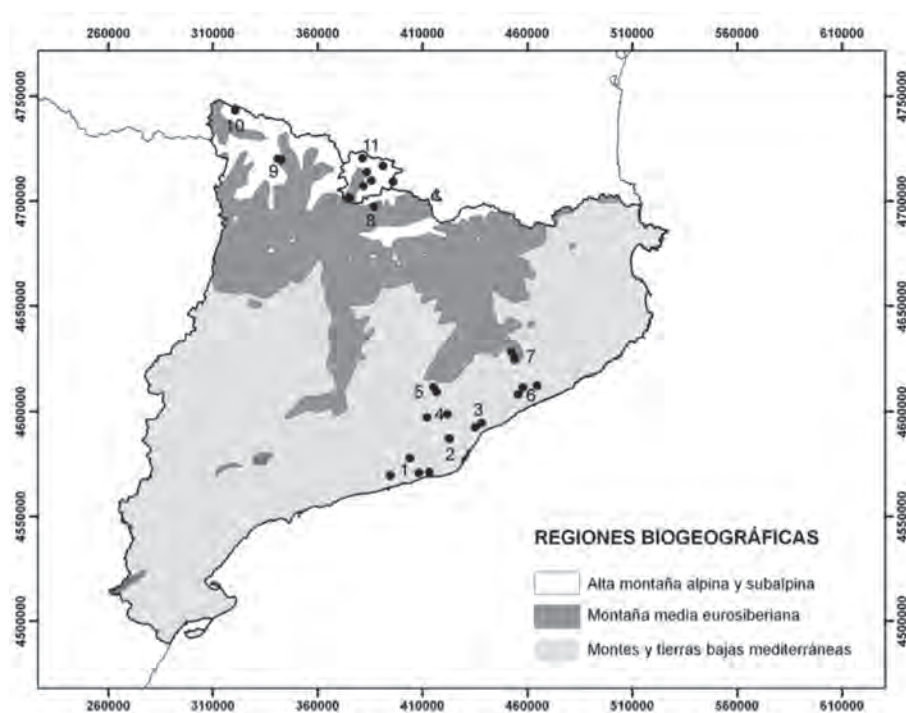 260000 310000 360000 410000 460000 510000 560000 610000
4750000 4750000
10
11
9
4700000 4700000
8
4650000 4650000
7
5
6
4600000 4600000
4
3
2
1
4550000 4550000
REGIONES BIOGEOGRÁFICAS
Alta montaña alpina y subalpina
Montaña media eurosiberiana
4500000 4500000
Montes y tierras bajas mediterráneas
260000 310000 360000 410000 460000 510000 560000 610000